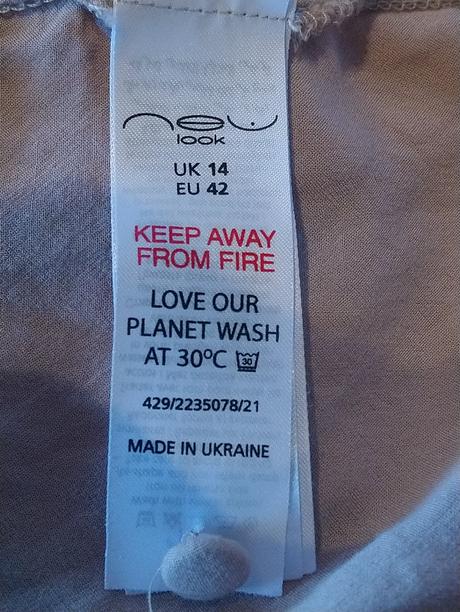 new
look
UK 14
EU 42
KEEP AWAY
FROM FIRE
LOVE OUR
PLANET WASH
AT 30ºC 30
429/2235078/21
MADE IN UKRAINE